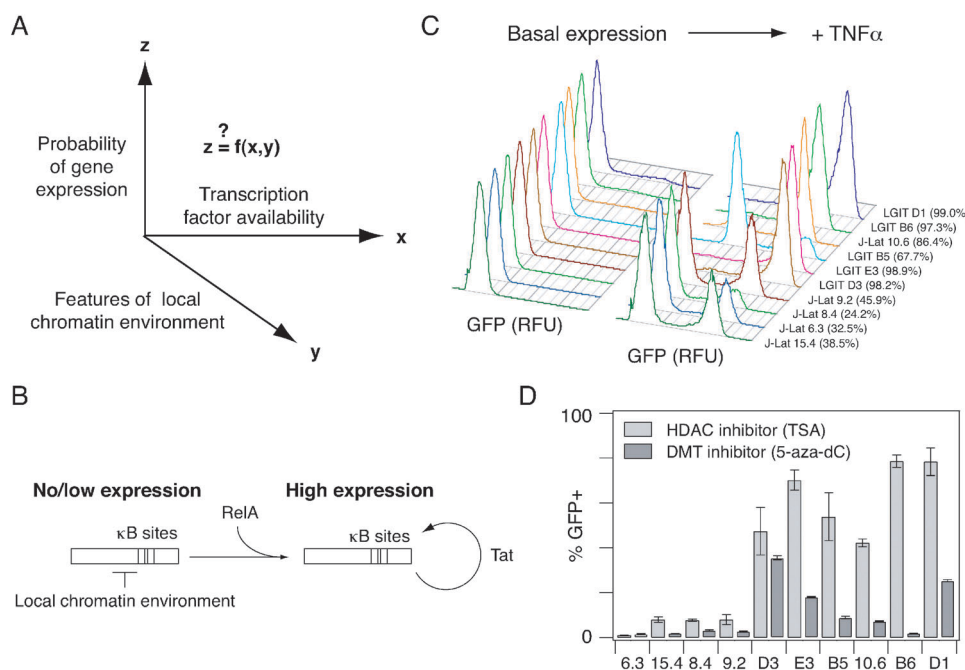 A
z
Probability
of gene
expression
?
z = f(x,y)
Transcription
factor availability
x
Features of local
chromatin environment
y
B
No/low expression
High expression
RelA
κB sites
κB sites
Tat
Local chromatin environment
C
Basal expression
+ TNFα
LGIT D1 (99.0%
LGIT B6 (97.3%)
J-Lat 10.6 (86.4%)
LGIT B5 (67.7%)
LGIT E3 (98.9%)
LGIT D3 (98.2%)
J-Lat 9.2 (45.9%)
J-Lat 8.4 (24.2%)
J-Lat 6.3 (32.5%)
J-Lat 15.4 (38.5%)
GFP (RFU)
GFP (RFU)
D
100
HDAC inhibitor (TSA)
DMT inhibitor (5-aza-dC)
% GFP+
0
6.3 15.4 8.4 9.2 D3 E3 B5 10.6 B6 D1